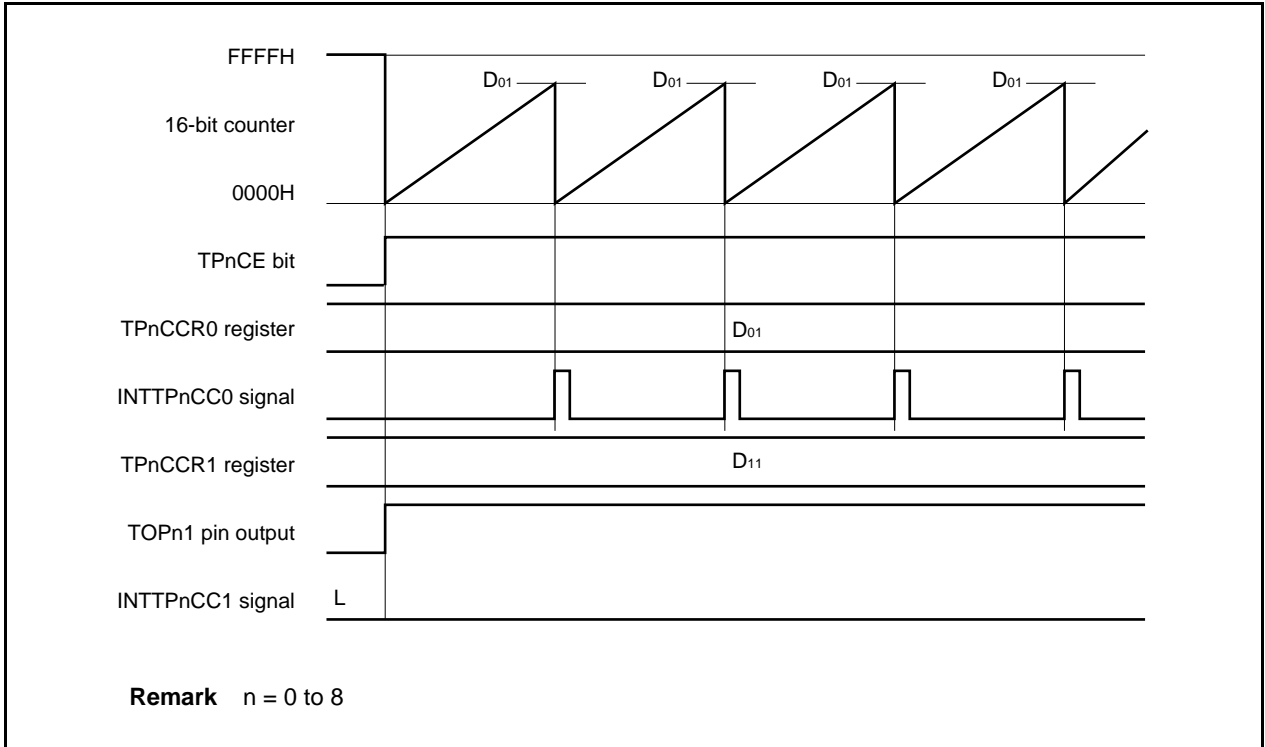 FFFFH
D01 D01 D01 D01
16-bit counter
0000H
TPnCE bit
TPnCCR0 register
D01
INTTPnCC0 signal
TPnCCR1 register
D11
TOPn1 pin output
INTTPnCC1 signal
L
Remark n = 0 to 8